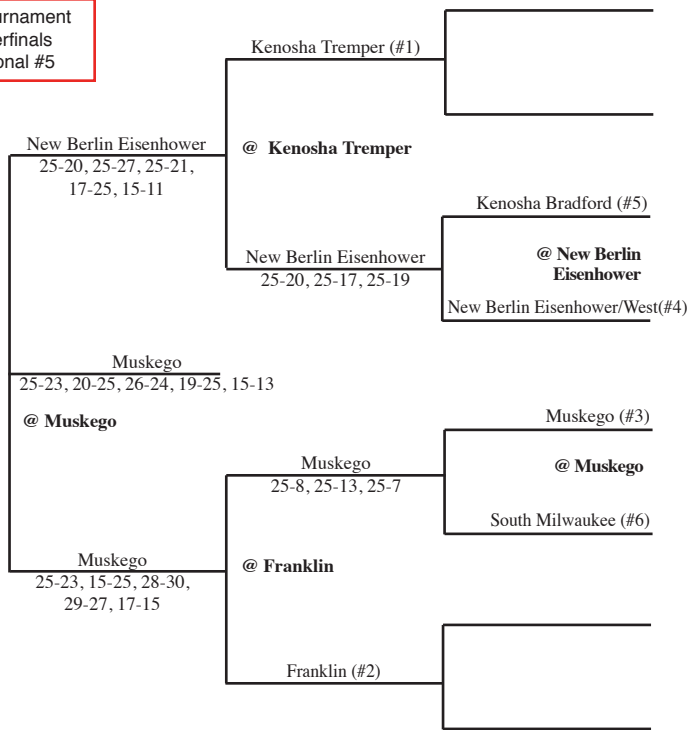 urnament
erfinals
onal #5
Kenosha Tremper (#1)
New Berlin Eisenhower
25-20, 25-27, 25-21,
17-25, 15-11
@ Kenosha Tremper
Kenosha Bradford (#5)
@ New Berlin
Eisenhower
New Berlin Eisenhower
25-20, 25-17, 25-19
New Berlin Eisenhower/West(#4)
Muskego
25-23, 20-25, 26-24, 19-25, 15-13
@ Muskego
Muskego (#3)
@ Muskego
Muskego
25-8, 25-13, 25-7
South Milwaukee (#6)
Muskego
25-23, 15-25, 28-30,
29-27, 17-15
@ Franklin
Franklin (#2)